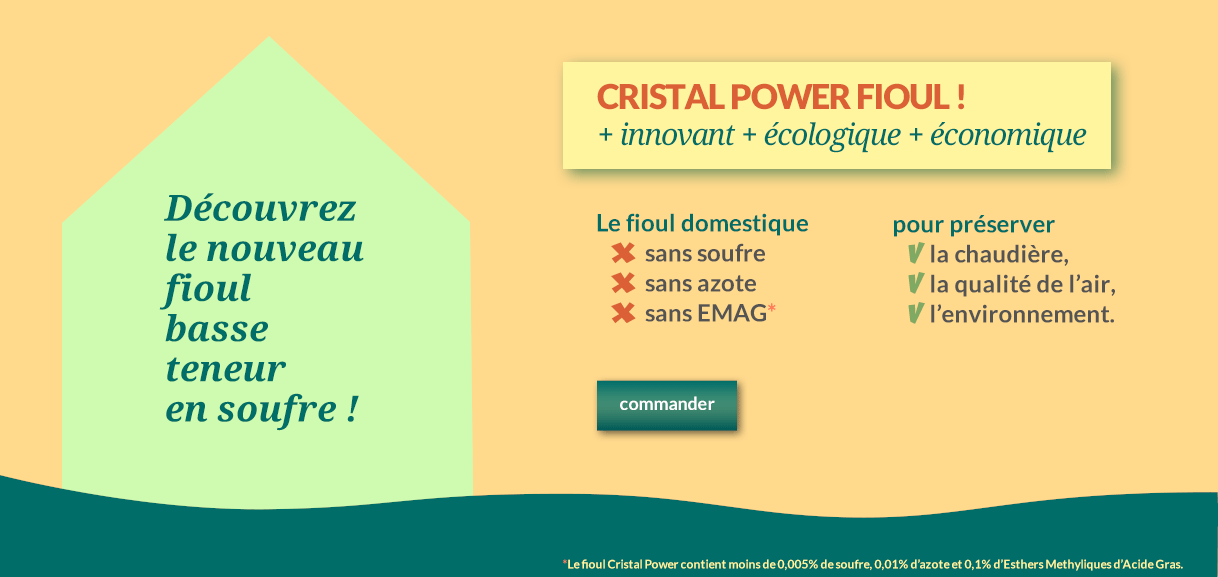 Découvrez
le nouveau
fioul
basse
teneur
en soufre !
CRISTAL POWER FIOUL !
+ innovant + écologique + économique
Le fioul domestique
sans soufre
sans azote
sans EMAG*
pour préserver
la chaudière,
la qualité de l'air,
l'environnement.
commander
*Le fioul Cristal Power contient moins de 0,005% de soufre, 0,01% d'azote et 0,1% d'Esthers Methyliques d'Acide Gras.